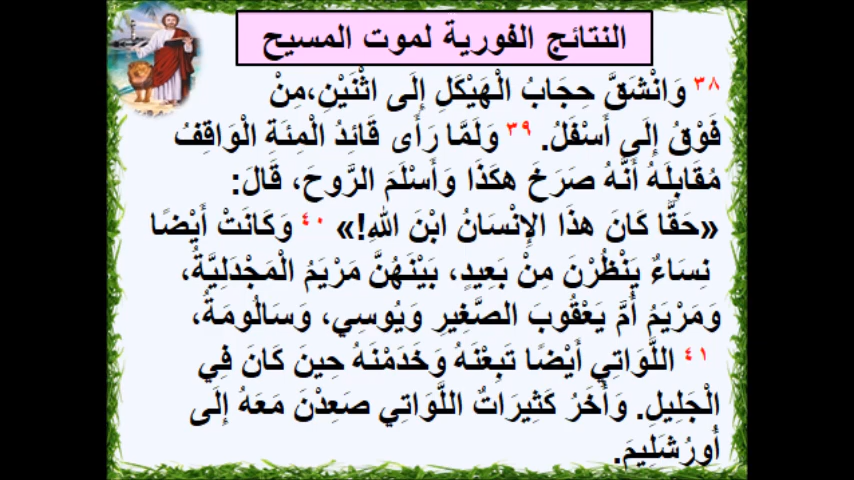 النتائج الفورية لموت المسيح
٣٨ وَانْشَقَّ حِجَابُ الْهَيْكَلِ إِلَى اثْنَيْنِ،مِنْ
فَوْقُ إِلَى أَسْفَلُ. ٣٩ وَلَمَّا رَأَى قَائِدُ الْمِئَةِ الْوَاقِفُ
مُقَابِلَهُ أَنَّهُ صَرَخَ هكَذَا وَأَسْلَمَ الرَّوحَ، قَالَ:
«حَقًّا كَانَ هذَا الإِنْسَانُ ابْنَ اللهِ!» ٤٠ وَكَانَتْ أَيْضًا
نِسَاءٌ يَنْظُرْنَ مِنْ بَعِيدٍ، بَيْنَهُنَّ مَرْيَمُ الْمَجْدَلِيَّةُ،
وَمَرْيَمُ أُمَّ يَعْقُوبَ الصَّغِيرِ وَيُوسِي، وَسَالُومَةُ،
٤١ اللَّوَاتِي أَيْضًا تَبِعْنَهُ وَخَدَمْنَهُ حِينَ كَانَ فِي
الْجَلِيلِ. وَأُخَرُ كَثِيرَاتٌ اللَّوَاتِي صَعِدْنَ مَعَهُ إِلَى
أُورُشَلِيمَ.